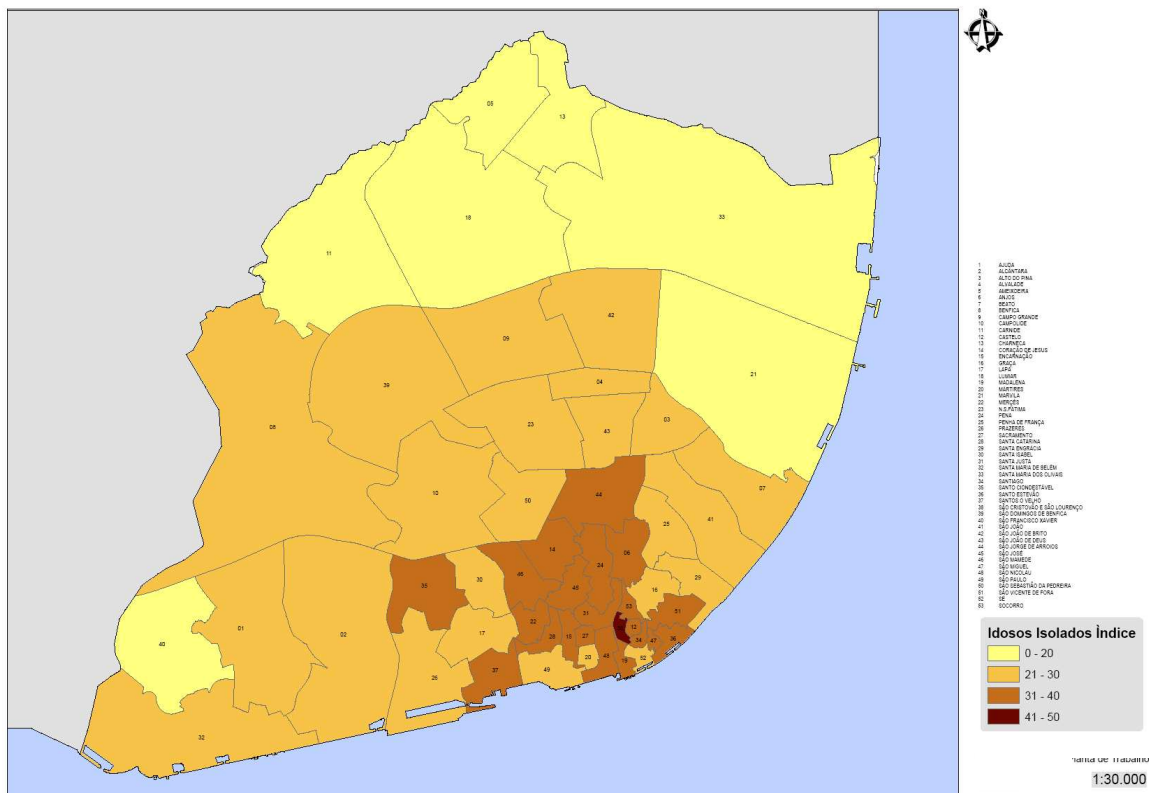 05
13
33
18
11
42
09
04
39
21
23
03
43
08
10
07
44
50
41
14
06
24
35
30
46
29
16
01
02
31
53
51
12
40
17
22
28
15
27
34
47
36
20
48
19
52
37
49
32
1 AJUDA
2 ALCÂNTARA
3 ALTO DO PINA
4 ALVALADE
5 AMEIXOEIRA
6 ANJOS
7 BEATO
8 BENFICA
9 CAMPO GRANDE
10 CAMPOLIDE
11 CARNIDE
12 CASTELO
13 CHARNECA
14 CORAÇÃO DE JESUS
15 ENCARNAÇÃO
16 GRAÇA
17 LAPA
18 LUMIAR
19 MADALENA
20 MARTIRES
21 MARVILA
22 MERCÊS
23 N.S.FÁTIMA
24 PENA
25 PENHA DE FRANÇA
26 PRAZERES
27 SACRAMENTO
28 SANTA CATARINA
29 SANTA ENGRÁCIA
30 SANTA ISABEL
31 SANTA JUSTA
32 SANTA MARIA DE BELÉM
33 SANTA MARIA DOS OLIVAIS
34 SANTIAGO
35 SANTO CIONDESTÁVEL
36 SANTO ESTEVÃO
37 SANTOS O VELHO
38 SÃO CRISTOVÃO E SÃO LOURENÇO
39 SÃO DOMINGOS DE BENFICA
40 SÃO FRANCISCO XAVIER
41 SÃO JOÃO
42 SÃO JOÃO DE BRITO
43 SÃO JOÃO DE DEUS
44 SÃO JORGE DE ARROIOS
45 SÃO JOSÉ
46 SÃO MAMEDE
47 SÃO MIGUEL
48 SÃO NICOLAU
49 SÃO PAULO
50 SÃO SEBASTIÃO DA PEDREIRA
51 SÃO VICENTE DE FORA
52 SÉ
53 SOCORRO
Idosos Isolados Ìndice
0 - 20
21 - 30
31 - 40
41 - 50
de Trabalho
1:30.000